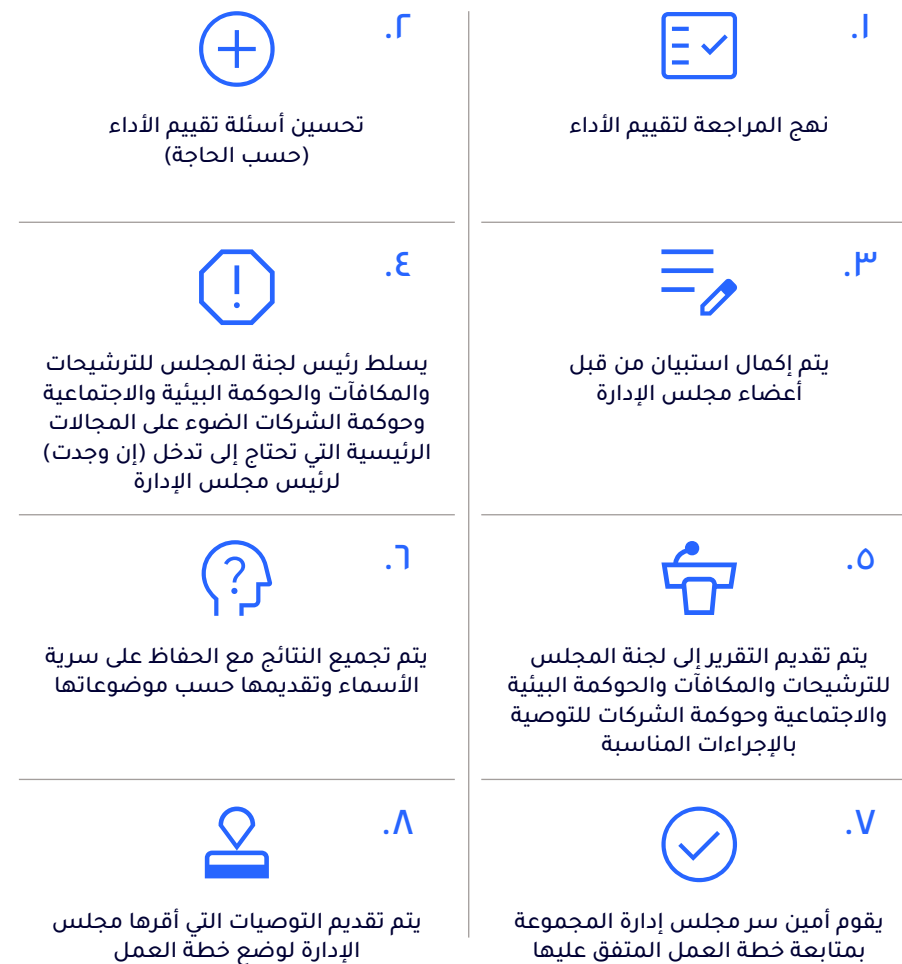 ١.
نهج المراجعة لتقييم الأداء
٢.
تحسين أسئلة تقييم الأداء
(حسب الحاجة)
٣.
يتم إكمال استبيان من قبل
أعضاء مجلس الإدارة
٤.
يسلط رئيس لجنة المجلس للترشيحات
والمكافآت والحوكمة البيئية والاجتماعية
وحوكمة الشركات الضوء على المجالات
الرئيسية التي تحتاج إلى تدخل (إن وجدت)
لرئيس مجلس الإدارة
٥.
يتم تقديم التقرير إلى لجنة المجلس
للترشيحات والمكافآت والحوكمة البيئية
والاجتماعية وحوكمة الشركات للتوصية
بالإجراءات المناسبة
٦.
يتم تجميع النتائج مع الحفاظ على سرية
الأسماء وتقديمها حسب موضوعاتها
٧.
يقوم أمين سر مجلس إدارة المجموعة
بمتابعة خطة العمل المتفق عليها
٨.
يتم تقديم التوصيات التي أقرها مجلس
الإدارة لوضع خطة العمل